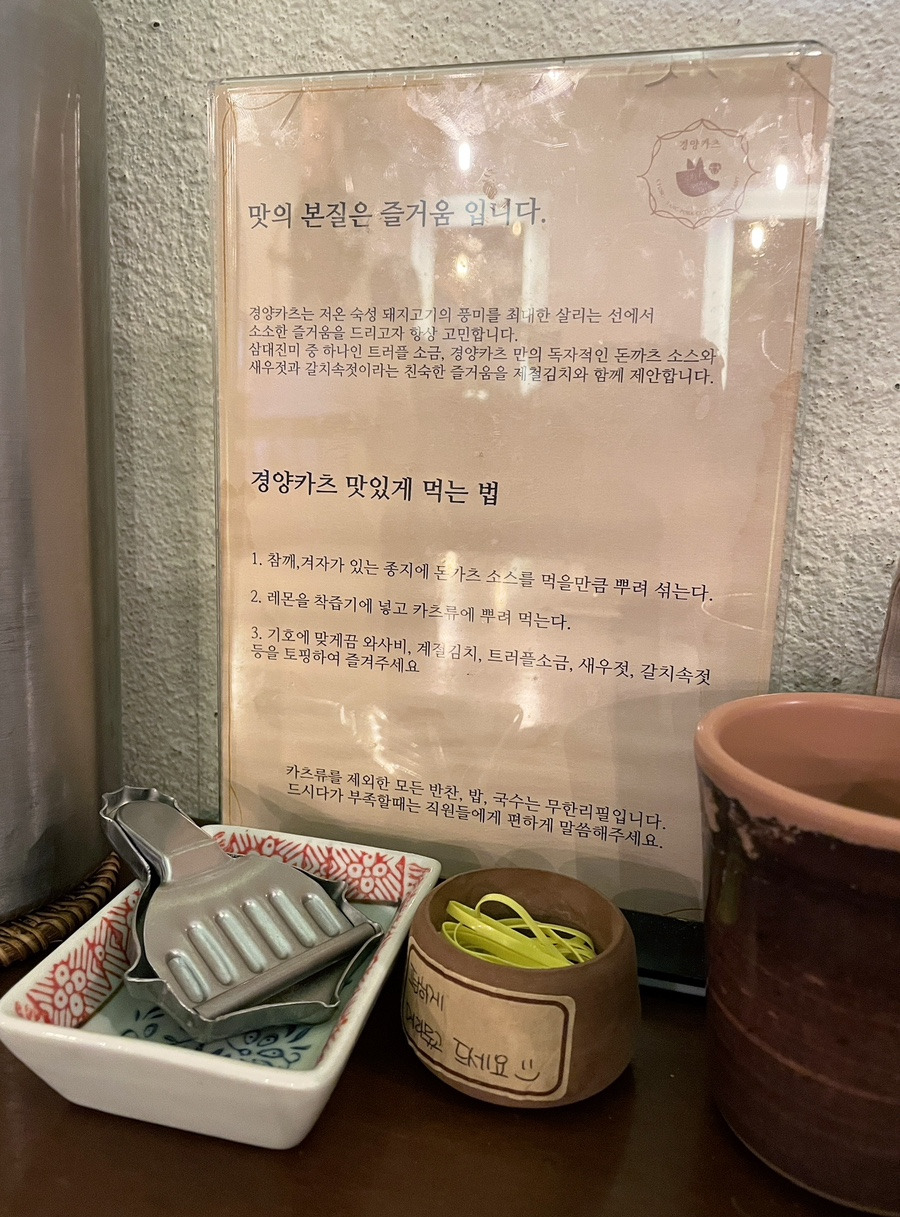 경양카츠
맛의 본질은 즐거움 입니다.
경양카츠는 저온 숙성 돼지고기의 풍미를 최대한 살리는 선에서
소소한 즐거움을 드리고자 항상 고민합니다.
삼대진미 중 하나인 트러플 소금, 경양카츠 만의 독자적인 돈까츠 소스와
새우젓과 갈치속젓이라는 친숙한 즐거움을 제철김치와 함께 제안합니다.
경양카츠 맛있게 먹는 법
1. 참깨,겨자가 있는 종지에 돈까츠 소스를 먹을만큼 뿌려 섞는다.
2. 레몬을 착즙기에 넣고 카츠류에 뿌려 먹는다.
3. 기호에 맞게끔 와사비, 계절김치, 트러플소금, 새우젓, 갈치속젓
등을 토핑하여 즐겨주세요
카츠류를 제외한 모든 반찬, 밥, 국수는 무한리필입니다.
드시다가 부족할때는 직원들에게 편하게 말씀해주세요.
드세요